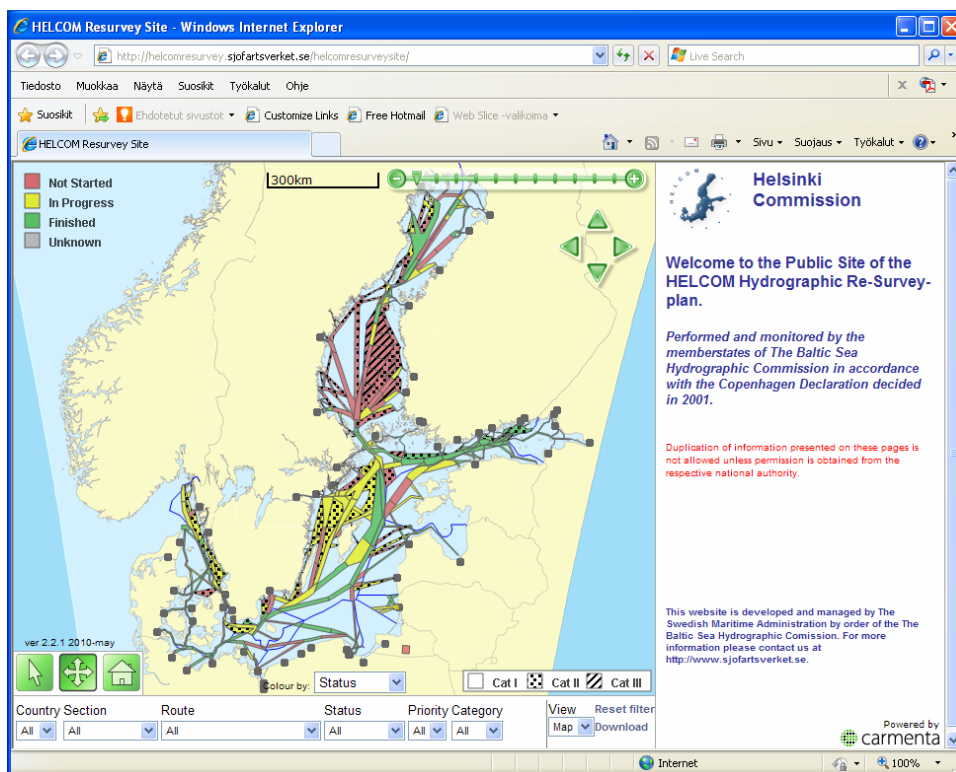 HELCOM Resurvey Site - Windows Internet Explorer
http://helcomresurvey.sjofartsverket.se/helcomresurveysite/
Live Search
Tiedosto Muokkaa Näytä Suosikit Työkalut Ohje
Suosikit Ehdotetut sivustot Customize Links Free Hotmail Web Slice -valikoima
HELCOM Resurvey Site
Sivu Suojaus Työkalut
Not Started
In Progress
Finished
Unknown
300km
ver 2.2.1 2010-may
Colour by: Status
Cat I Cat II Cat III
Country Section Route Status Priority Category View Reset filter
All All All All All All Map Download
HELCOM
Helsinki
Commission
Welcome to the Public Site of the
HELCOM Hydrographic Re-Survey-
plan.
Performed and monitored by the
memberstates of The Baltic Sea
Hydrographic Commission in accordance
with the Copenhagen Declaration decided
in 2001.
Duplication of information presented on these pages is
not allowed unless permission is obtained from the
respective national authority.
This website is developed and managed by The
Swedish Maritime Administration by order of the The
Baltic Sea Hydrographic Comission. For more
information please contact us at
http://www.sjofartsverket.se.
Powered by
carmenta
Internet
100%